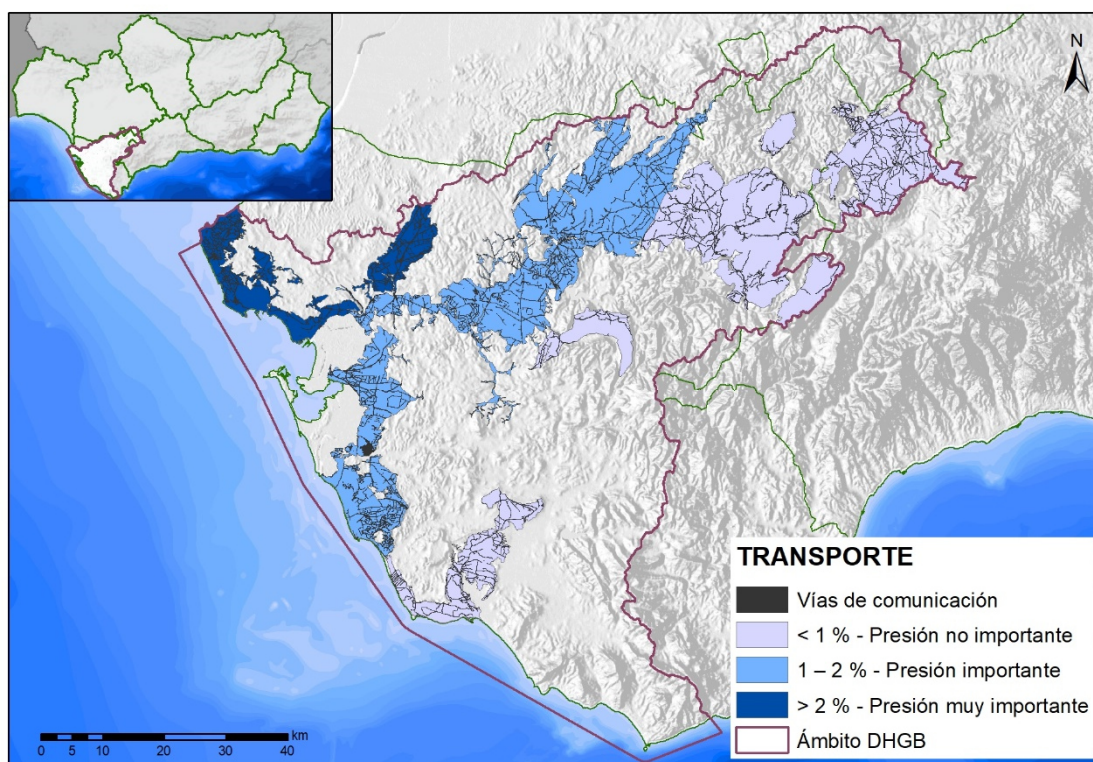 N
TRANSPORTE
Vías de comunicación
< 1 % - Presión no importante
1 – 2 % - Presión importante
> 2 % - Presión muy importante
Ámbito DHGB
0 5 10 20 30 40
km